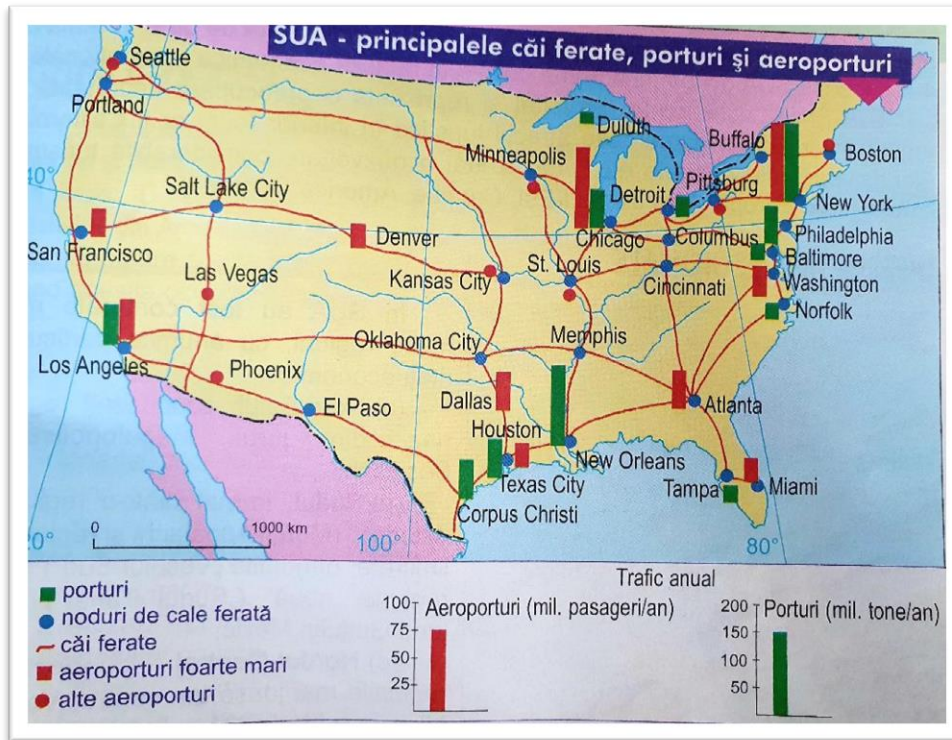 SUA - principalele căi ferate, porturi şi aeroporturi
Seattle
Portland
Duluth
Minneapolis
Buffalo
Boston
40°
Salt Lake City
Detroit
Pittsburg
New York
San Francisco
Denver
Chicago
Columbus
Philadelphia
Baltimore
Las Vegas
Kansas City
St. Louis
Cincinnati
Washington
Norfolk
Los Angeles
Oklahoma City
Memphis
Phoenix
El Paso
Dallas
Atlanta
Houston
New Orleans
Texas City
Tampa
Miami
Corpus Christi
0 1000 km
20°
100°
80°
porturi
noduri de cale ferată
căi ferate
aeroporturi foarte mari
alte aeroporturi
Trafic anual
Aeroporturi (mil. pasageri/an)
100
75
50
25
Porturi (mil. tone/an)
200
150
100
50